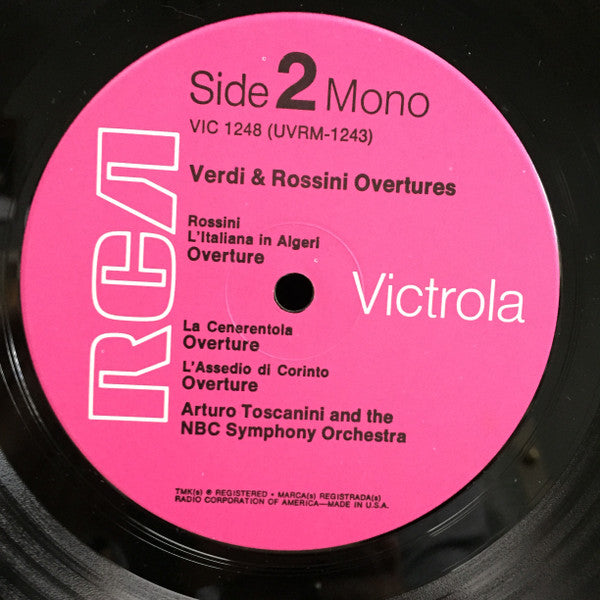 Side 2 Mono
VIC 1248 (UVRM-1243)
Verdi & Rossini Overtures
Rossini
L'Italiana in Algeri
Overture
RCA
Victrola
La Cenerentola
Overture
L'Assedio di Corinto
Overture
Arturo Toscanini and the
NBC Symphony Orchestra
TMK(s) ® REGISTERED • MARCA(s) REGISTRADA(s)
RADIO CORPORATION OF AMERICA—MADE IN U.S.A.